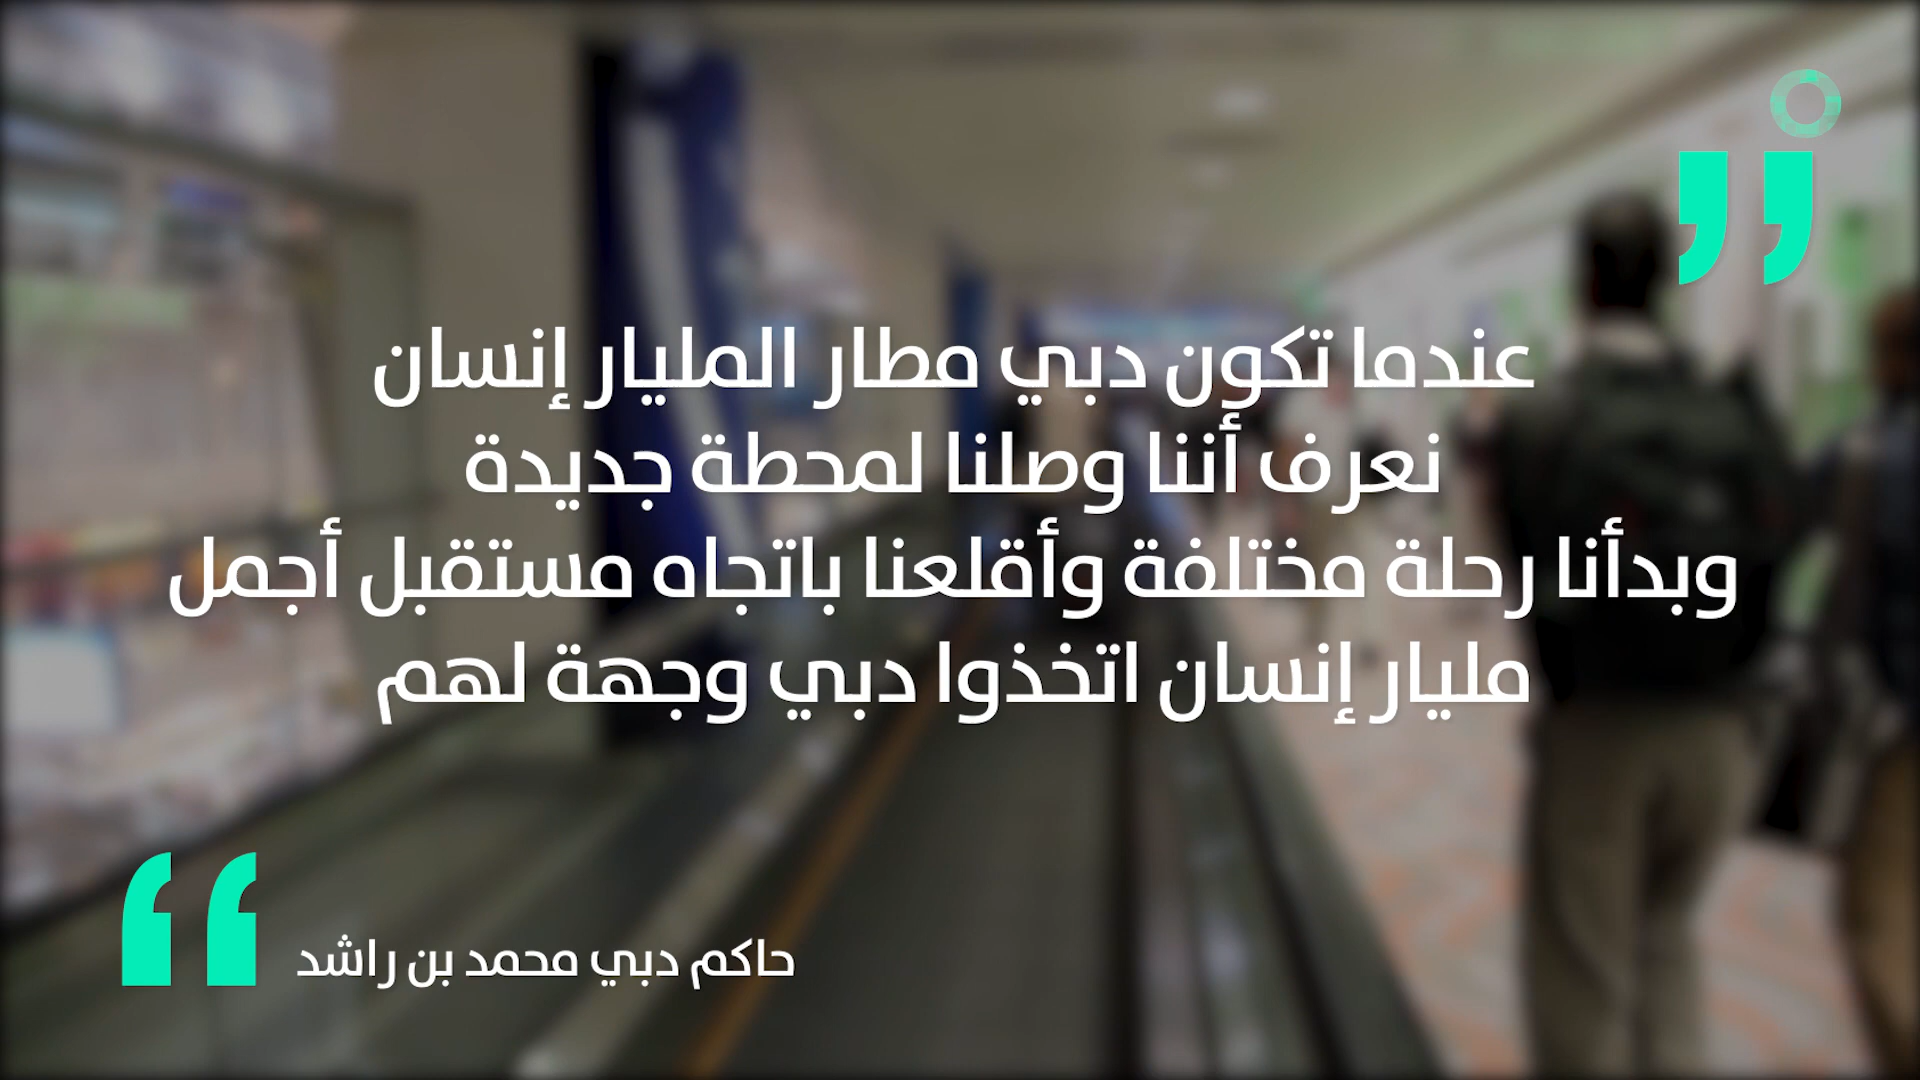 عندما تكون دبي مطار المليار إنسان
نعرف أننا وصلنا لمحطة جديدة
وبدأنا رحلة مختلفة وأقلعنا باتجاه مستقبل أجمل
مليار إنسان اتخذوا دبي وجهة لهم
حاكم دبي محمد بن راشد